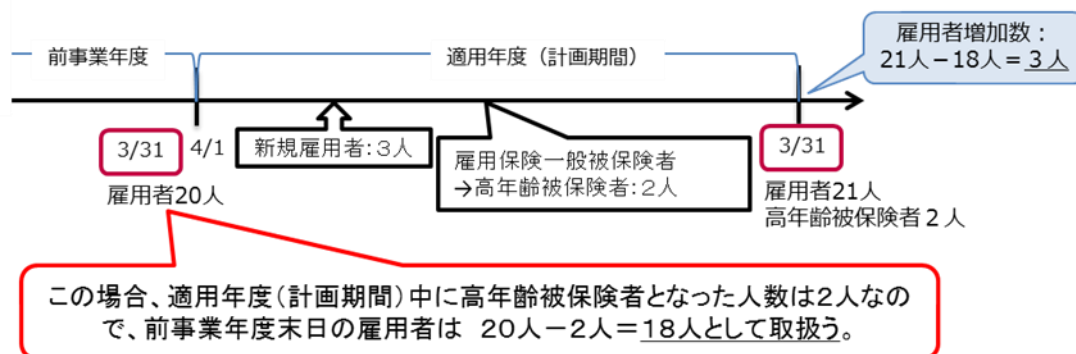 雇用者増加数：
21人－18人＝３人
前事業年度
適用年度（計画期間）
3/31
4/1
新規雇用者：３人
雇用保険一般被保険者
→高年齢被保険者：２人
3/31
雇用者20人
雇用者21人
高年齢被保険者２人
この場合、適用年度（計画期間）中に高年齢被保険者となった人数は２人なの
で、前事業年度末日の雇用者は　２０人－２人＝１８人として取扱う。